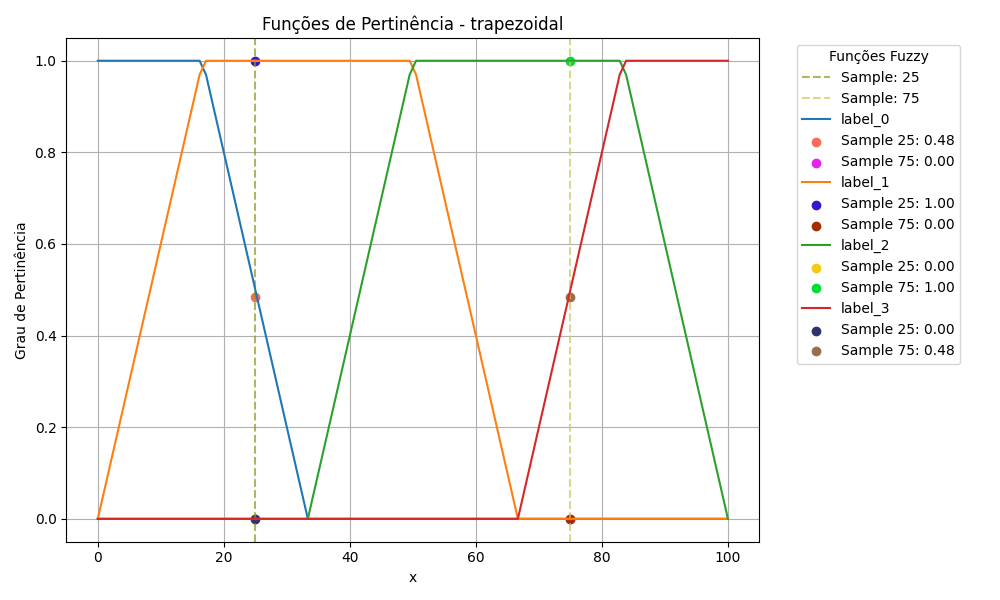 Funções de Pertinência - trapezoidal
1.0
0.8
0.6
0.4
0.2
0.0
Grau de Pertinência
0 20 40 60 80 100
x
Funções Fuzzy
Sample: 25
Sample: 75
label_0
Sample 25: 0.48
Sample 75: 0.00
label_1
Sample 25: 1.00
Sample 75: 0.00
label_2
Sample 25: 0.00
Sample 75: 1.00
label_3
Sample 25: 0.00
Sample 75: 0.48